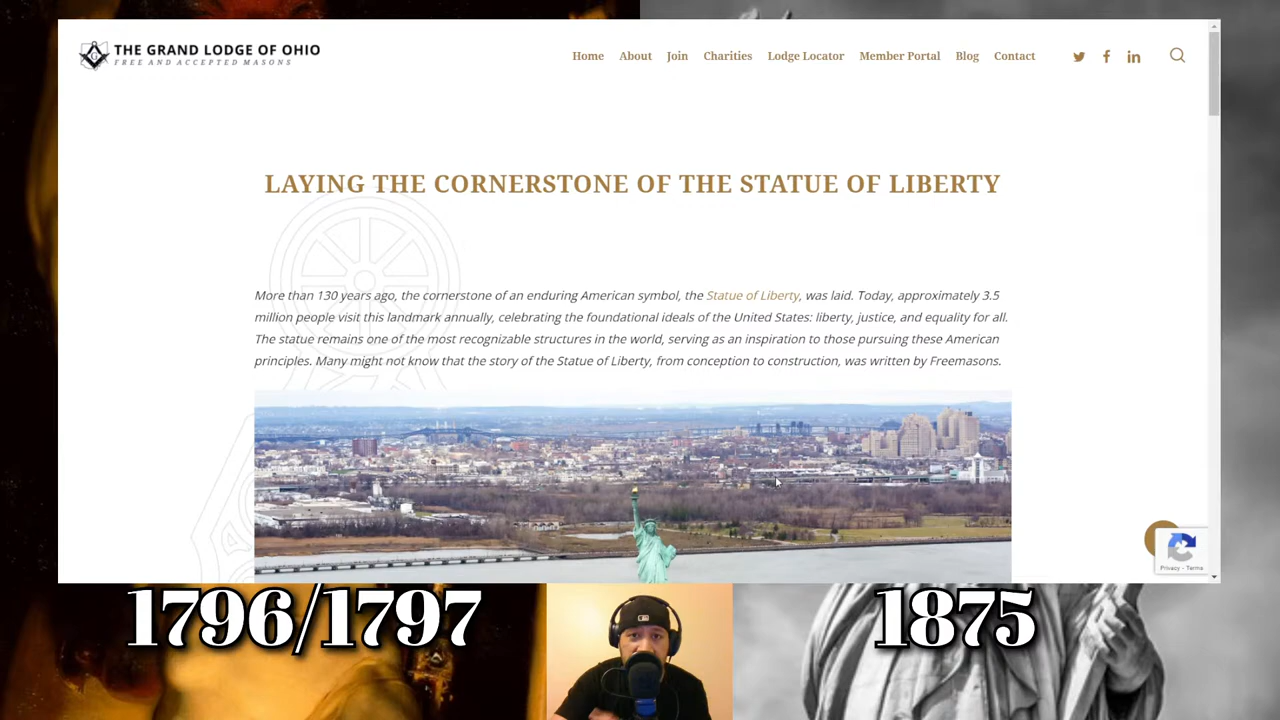 THE GRAND LODGE OF OHIO
FREE AND ACCEPTED MASONS
Home About Join Charities Lodge Locator Member Portal Blog Contact
LAYING THE CORNERSTONE OF THE STATUE OF LIBERTY
More than 130 years ago, the cornerstone of an enduring American symbol, the Statue of Liberty, was laid. Today, approximately 3.5
million people visit this landmark annually, celebrating the foundational ideals of the United States: liberty, justice, and equality for all.
The statue remains one of the most recognizable structures in the world, serving as an inspiration to those pursuing these American
principles. Many might not know that the story of the Statue of Liberty, from conception to construction, was written by Freemasons.
Privacy - Terms
1796/1797
1875